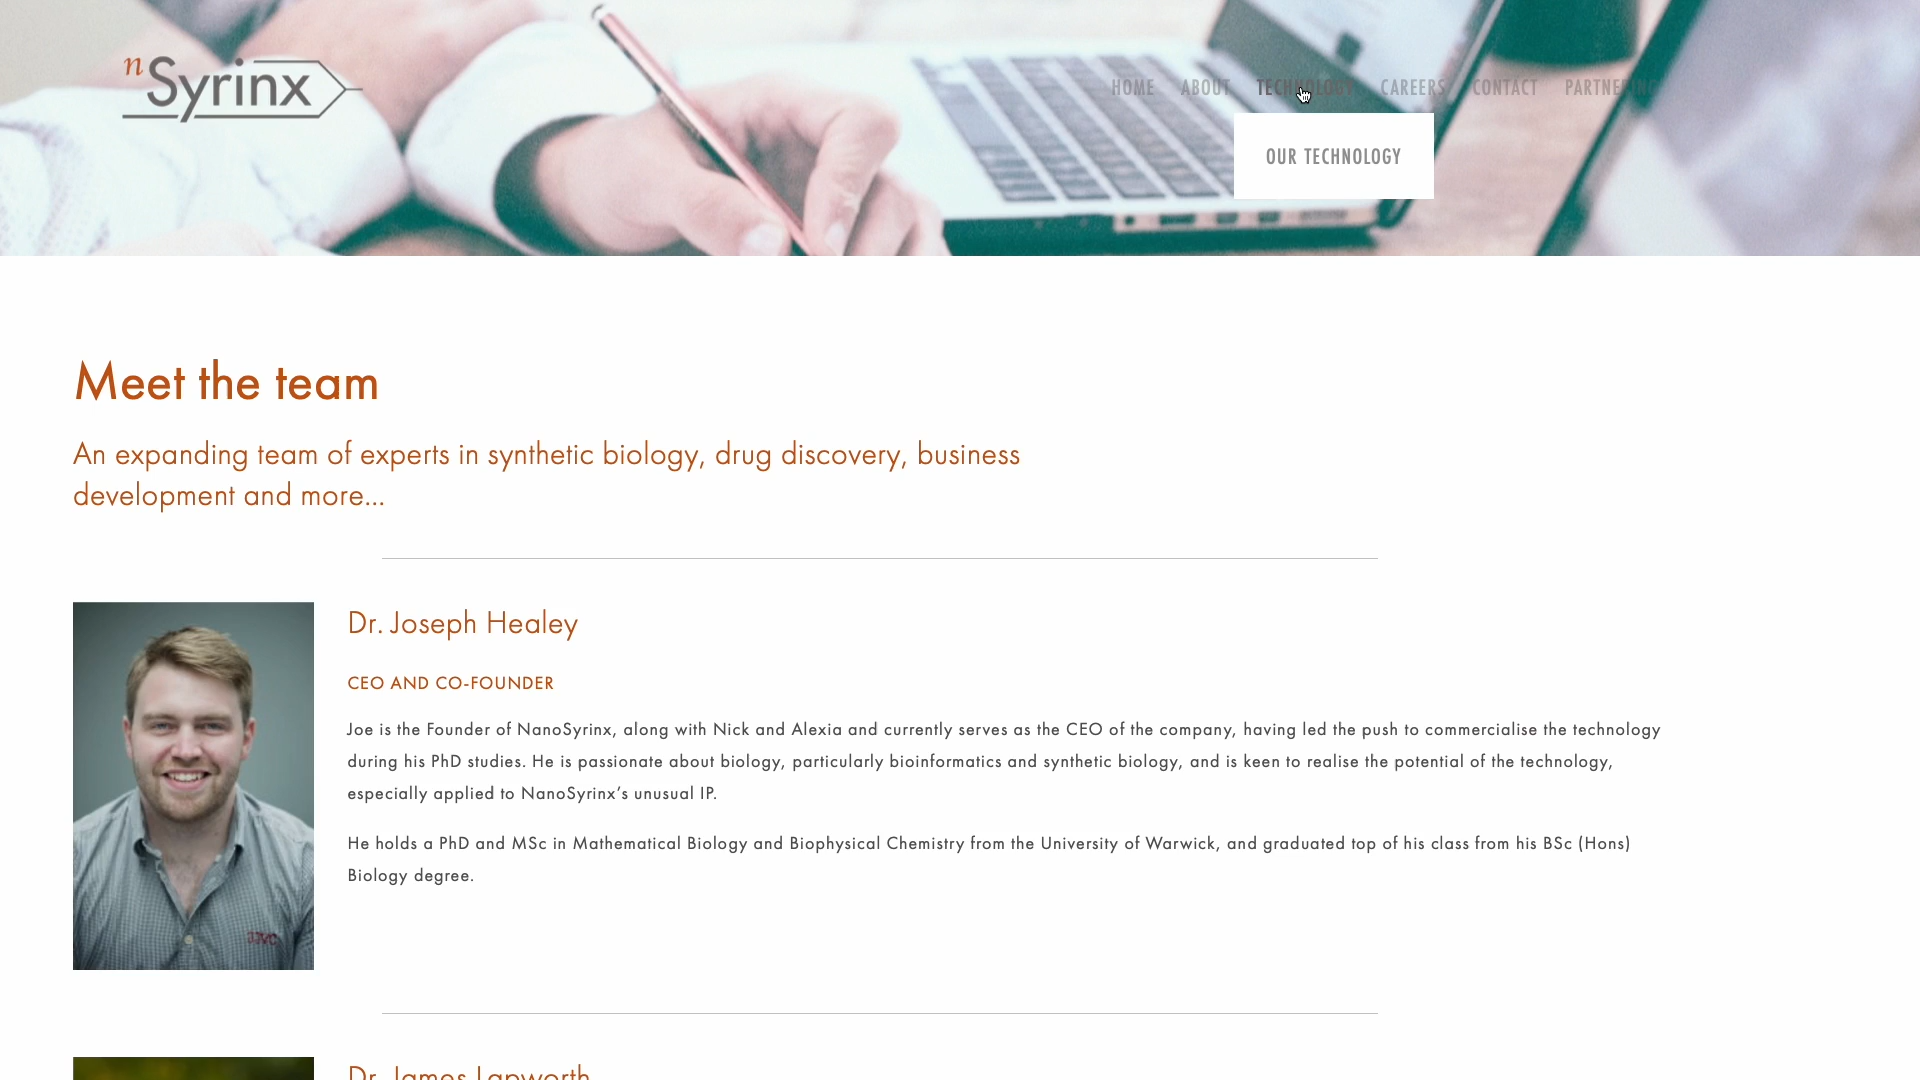 nSyrinx
HOME ABOUT TECHNOLOGY CAREERS CONTACT PARTNERING
OUR TECHNOLOGY
Meet the team
An expanding team of experts in synthetic biology, drug discovery, business
development and more...
Dr. Joseph Healey
CEO AND CO-FOUNDER
Joe is the Founder of NanoSyrinx, along with Nick and Alexia and currently serves as the CEO of the company, having led the push to commercialise the technology
during his PhD studies. He is passionate about biology, particularly bioinformatics and synthetic biology, and is keen to realise the potential of the technology,
especially applied to NanoSyrinx’s unusual IP.
He holds a PhD and MSc in Mathematical Biology and Biophysical Chemistry from the University of Warwick, and graduated top of his class from his BSc (Hons)
Biology degree.
Dr. James Lapworth